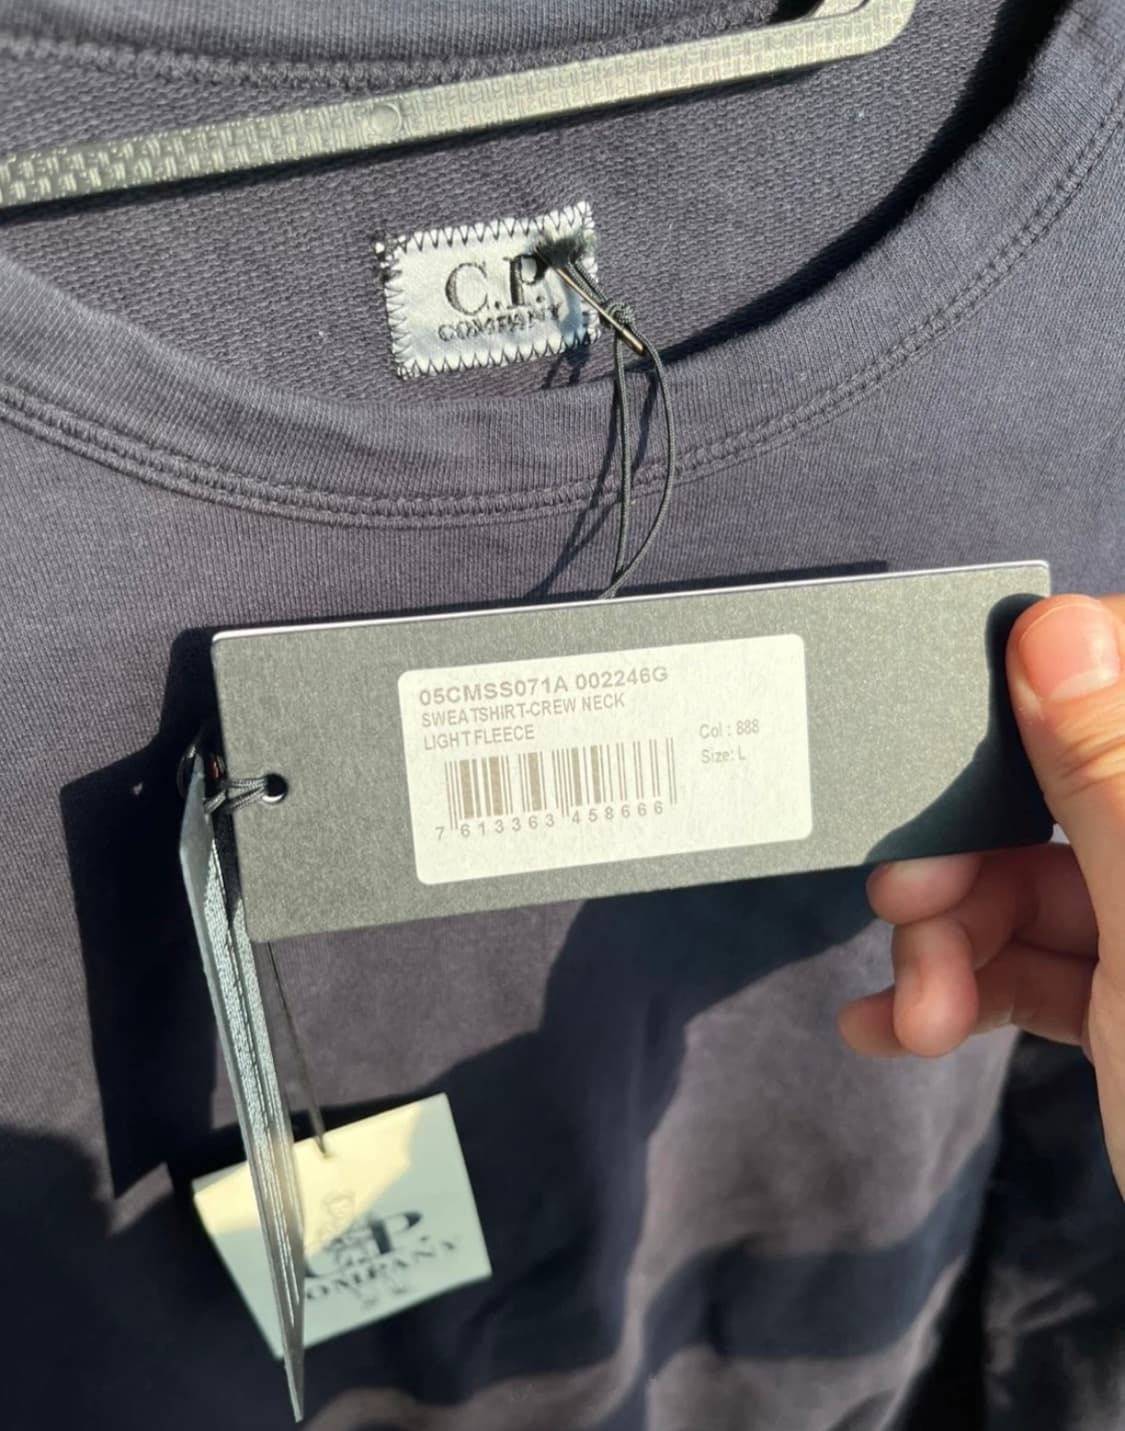 C.P.
COMPANY
05CMSS071A 002246G
SWEATSHIRT-CREW NECK
LIGHT FLEECE
Col : 888
Size: L
7 613363 458666
C.P.
COMPANY